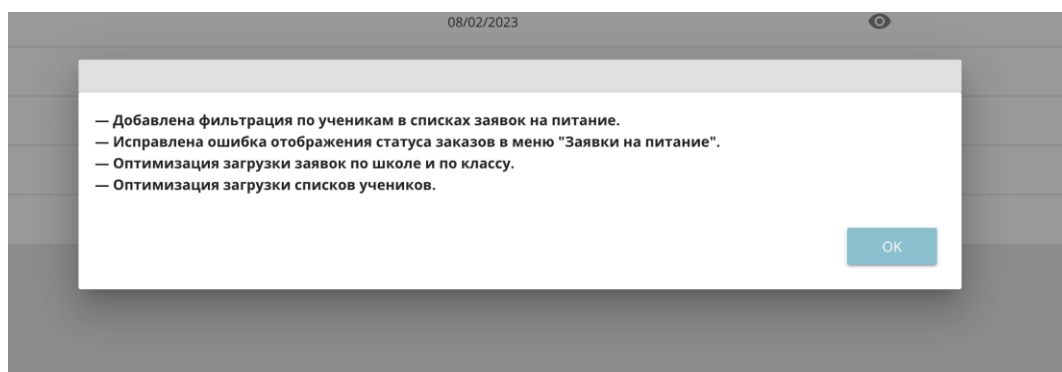 08/02/2023
— Добавлена фильтрация по ученикам в списках заявок на питание.
— Исправлена ошибка отображения статуса заказов в меню "Заявки на питание".
— Оптимизация загрузки заявок по школе и по классу.
— Оптимизация загрузки списков учеников.
OK